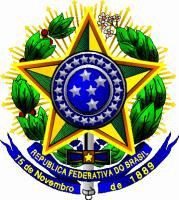 REPÚBLICA FEDERATIVA DO BRASIL
15 de Novembro de 1889